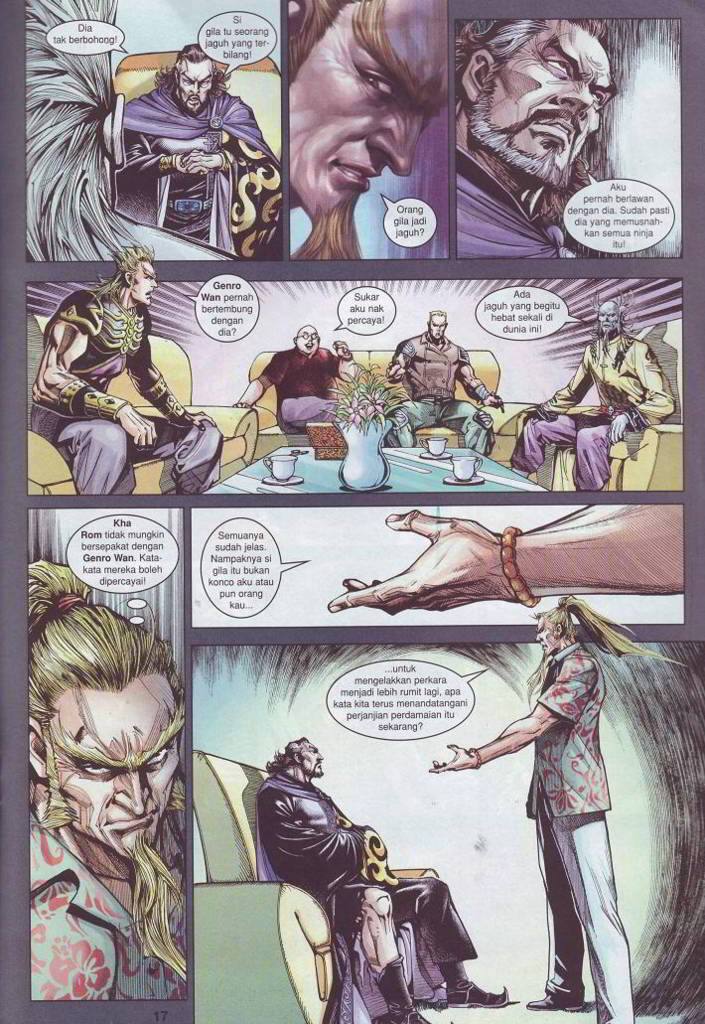 Dia
tak berbohong!
Si
gila tu seorang
jaguh yang ter-
bilang!
Orang
gila jadi
jaguh?
Aku
pernah berlawan
dengan dia. Sudah pasti
dia yang memusnah-
kan semua ninja
itu!
Genro
Wan pernah
bertembung
dengan
dia?
Sukar
aku nak
percaya!
Ada
jaguh yang begitu
hebat sekali di
dunia ini!
Kha
Rom tidak mungkin
bersepakat dengan
Genro Wan. Kata-
kata mereka boleh
dipercayai!
Semuanya
sudah jelas.
Nampaknya si
gila itu bukan
konco aku atau
pun orang
kau...
...untuk
mengelakkan perkara
menjadi lebih rumit lagi, apa
kata kita terus menandatangani
perjanjian perdamaian itu
sekarang?
17